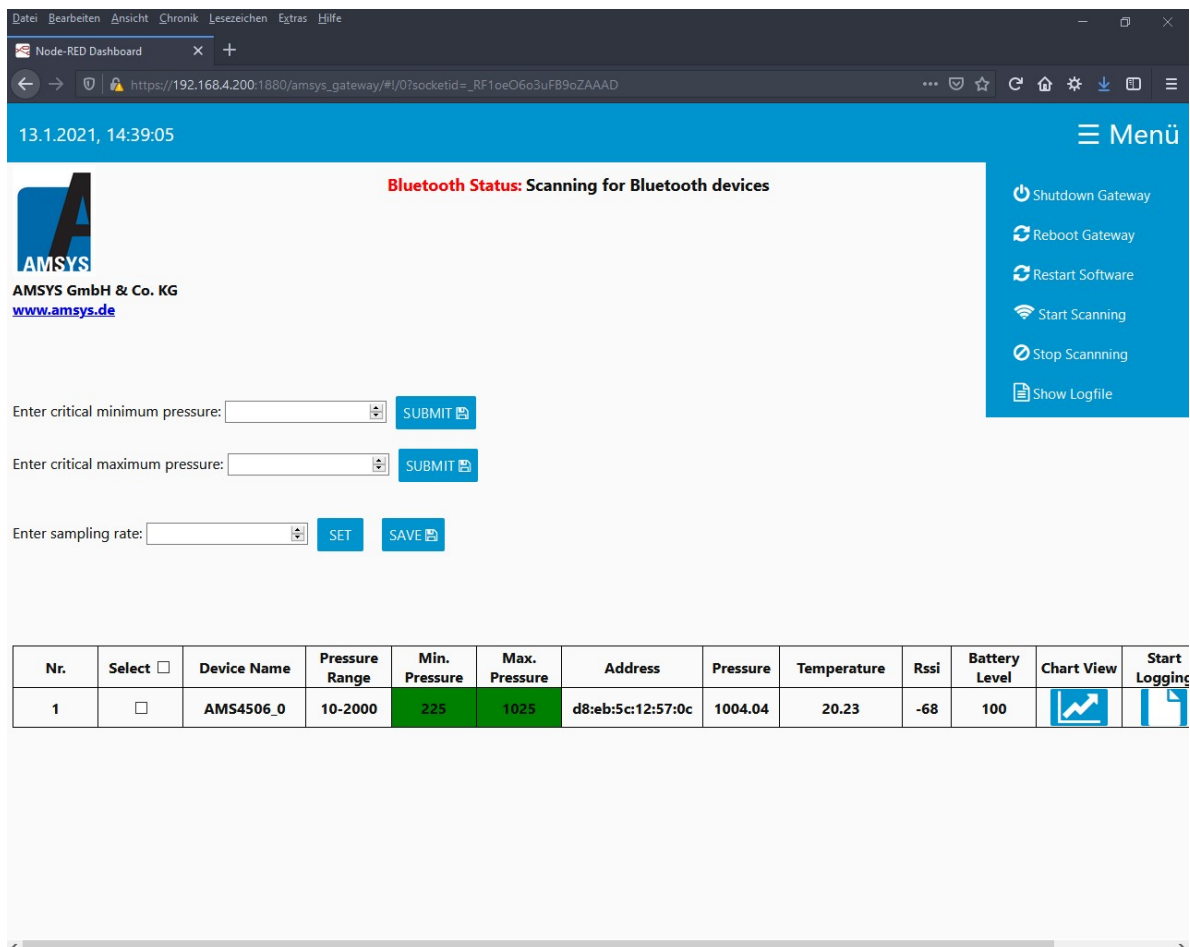 Datei Bearbeiten Ansicht Chronik Lesezeichen Extras Hilfe
Node-RED Dashboard
https://192.168.4.200:1880/amsys_gateway/#!/0?socketid=_RF1oeO6o3uFB9oZAAAD
13.1.2021, 14:39:05
☰ Menü
Bluetooth Status: Scanning for Bluetooth devices
Shutdown Gateway
Reboot Gateway
Restart Software
Start Scanning
Stop Scannning
Show Logfile
AMSYS
AMSYS GmbH & Co. KG
www.amsys.de
Enter critical minimum pressure: SUBMIT
Enter critical maximum pressure: SUBMIT
Enter sampling rate: SET SAVE
Nr. Select Device Name Pressure Range Min. Pressure Max. Pressure Address Pressure Temperature Rssi Battery Level Chart View Start Logging
1 AMS4506_0 10-2000 225 1025 d8:eb:5c:12:57:0c 1004.04 20.23 -68 100